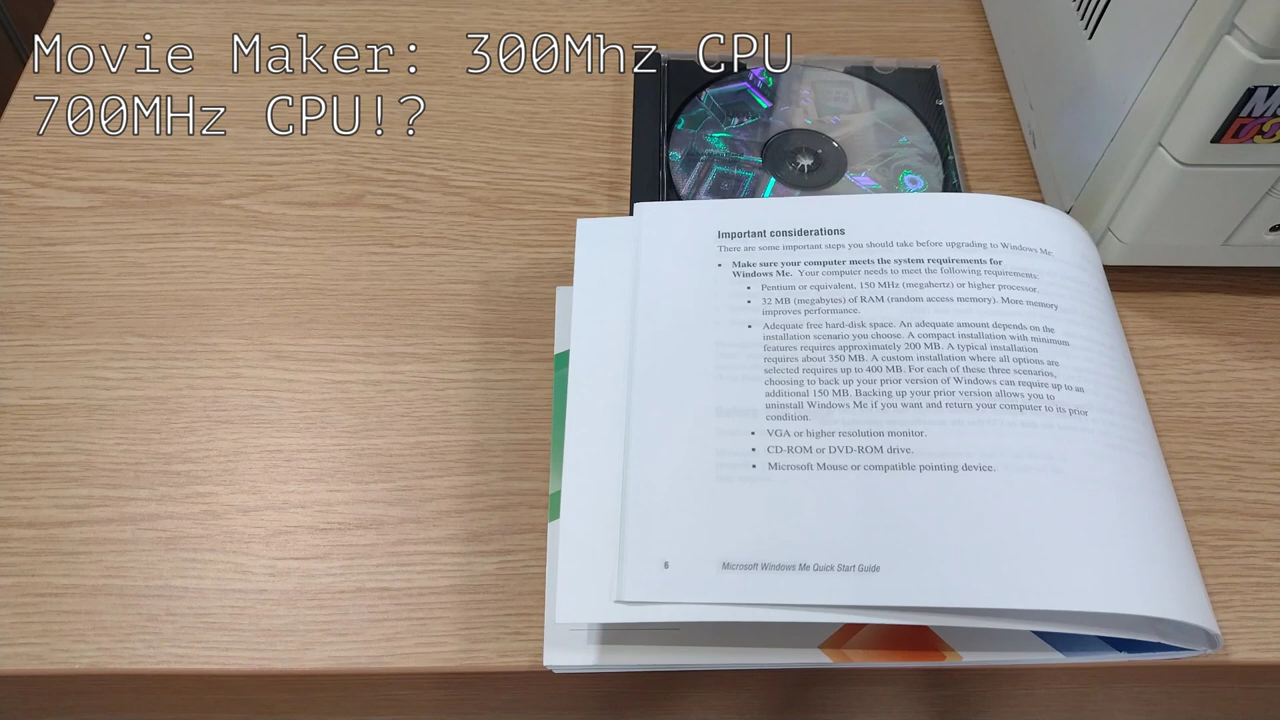 Movie Maker: 300Mhz CPU
700MHz CPU!?
Important considerations
There are some important steps you should take before upgrading to Windows Me:
▪ Make sure your computer meets the system requirements for
Windows Me. Your computer needs to meet the following requirements:
▪ Pentium or equivalent, 150 MHz (megahertz) or higher processor.
▪ 32 MB (megabytes) of RAM (random access memory). More memory
improves performance.
▪ Adequate free hard-disk space. An adequate amount depends on the
installation scenario you choose. A compact installation with minimum
features requires approximately 200 MB. A typical installation
requires about 350 MB. A custom installation where all options are
selected requires up to 400 MB. For each of these three scenarios,
choosing to back up your prior version of Windows can require up to an
additional 150 MB. Backing up your prior version allows you to
uninstall Windows Me if you want and return your computer to its prior
condition.
▪ VGA or higher resolution monitor.
▪ CD-ROM or DVD-ROM drive.
▪ Microsoft Mouse or compatible pointing device.
6 Microsoft Windows Me Quick Start Guide